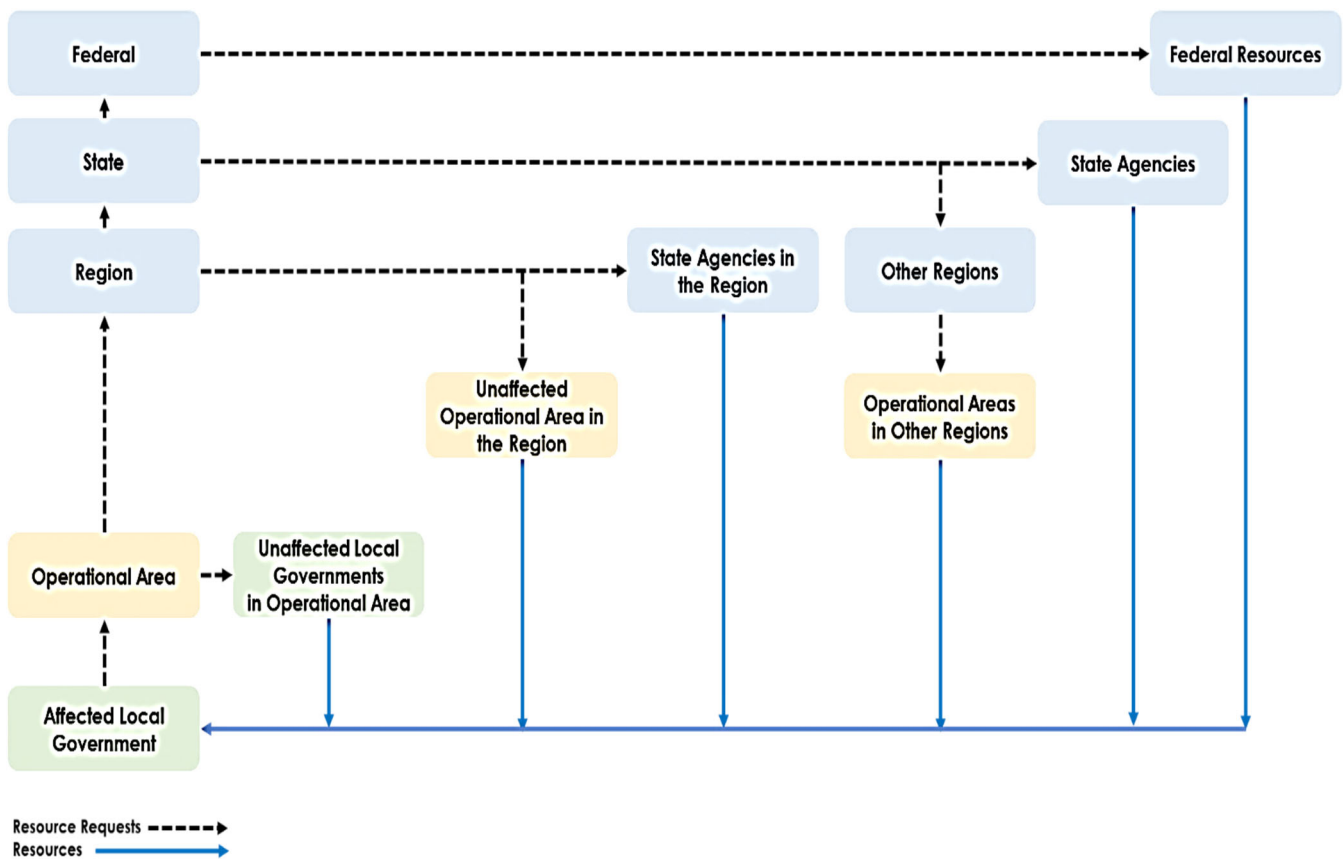 Federal
Federal Resources
State
State Agencies
Region
State Agencies in
the Region
Other Regions
Unaffected
Operational Area in
the Region
Operational Areas
in Other Regions
Operational Area
Unaffected Local
Governments
in Operational Area
Affected Local
Government
Resource Requests
Resources